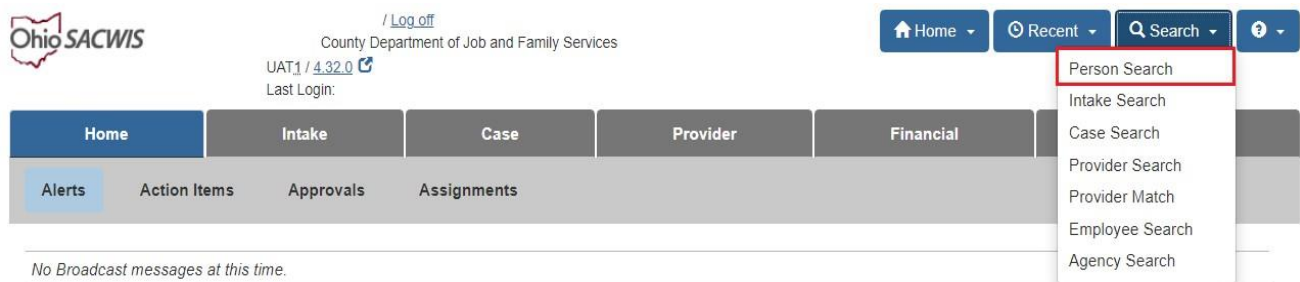 Ohio SACWIS
/ Log off
County Department of Job and Family Services
UAT1 / 4.32.0
Last Login:
Home
Recent
Search
?
Person Search
Intake Search
Case Search
Provider Search
Provider Match
Employee Search
Agency Search
Home
Intake
Case
Provider
Financial
Alerts
Action Items
Approvals
Assignments
No Broadcast messages at this time.